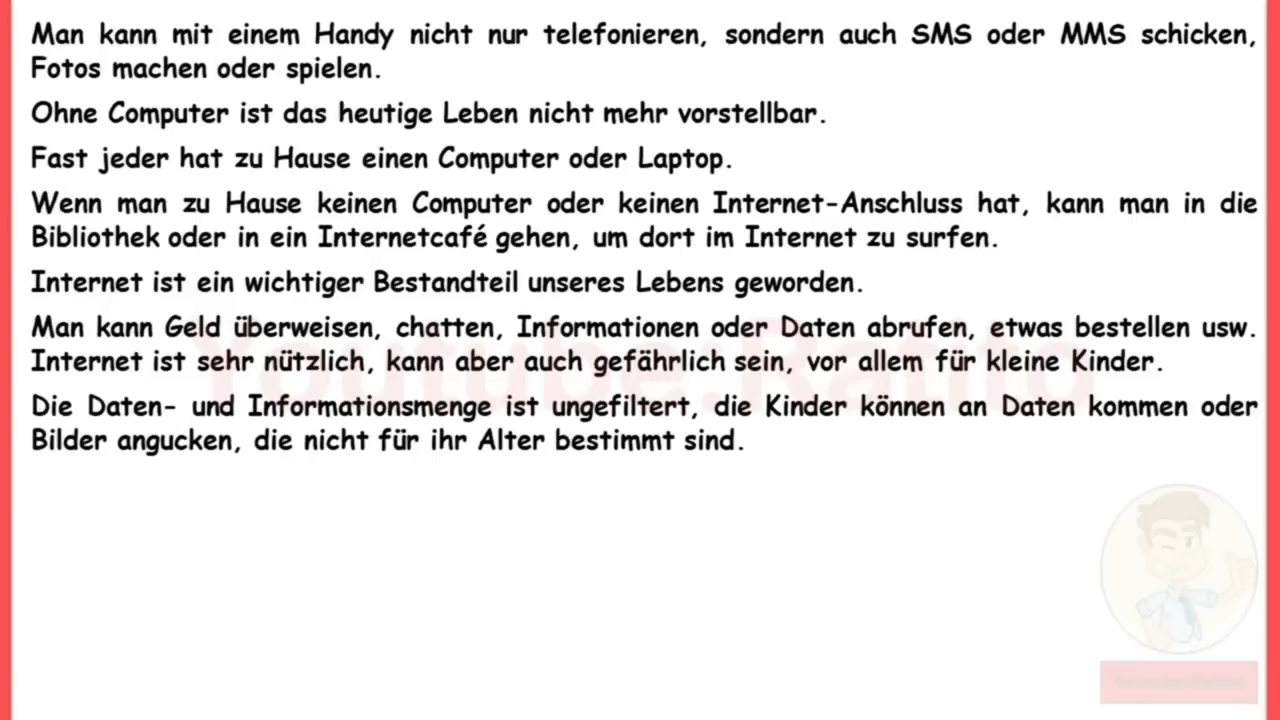 Man kann mit einem Handy nicht nur telefonieren, sondern auch SMS oder MMS schicken,
Fotos machen oder spielen.
Ohne Computer ist das heutige Leben nicht mehr vorstellbar.
Fast jeder hat zu Hause einen Computer oder Laptop.
Wenn man zu Hause keinen Computer oder keinen Internet-Anschluss hat, kann man in die
Bibliothek oder in ein Internetcafé gehen, um dort im Internet zu surfen.
Internet ist ein wichtiger Bestandteil unseres Lebens geworden.
Man kann Geld überweisen, chatten, Informationen oder Daten abrufen, etwas bestellen usw.
Internet ist sehr nützlich, kann aber auch gefährlich sein, vor allem für kleine Kinder.
Die Daten- und Informationsmenge ist ungefiltert, die Kinder können an Daten kommen oder
Bilder angucken, die nicht für ihr Alter bestimmt sind.